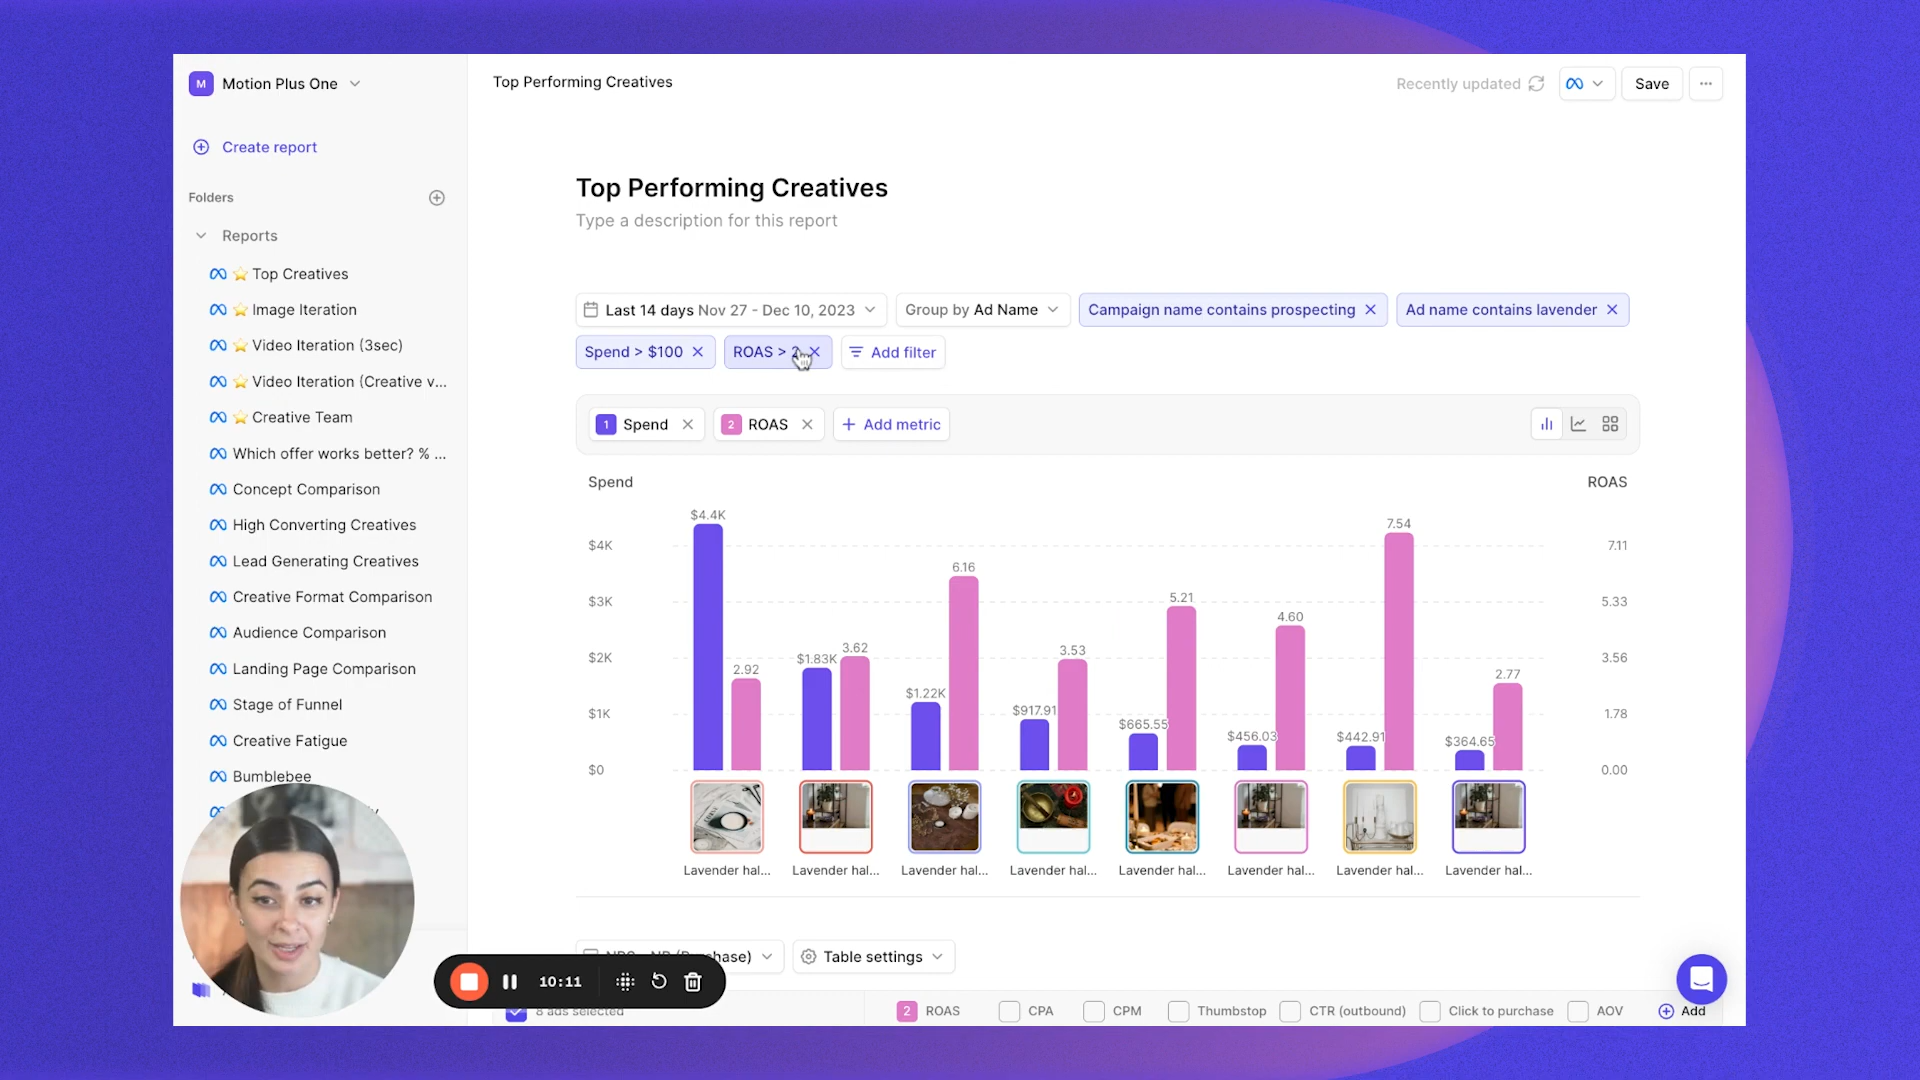 M Motion Plus One
Top Performing Creatives
Recently updated
Save
Create report
Folders
Reports
Top Creatives
Image Iteration
Video Iteration (3sec)
Video Iteration (Creative v...
Creative Team
Which offer works better? % ...
Concept Comparison
High Converting Creatives
Lead Generating Creatives
Creative Format Comparison
Audience Comparison
Landing Page Comparison
Stage of Funnel
Creative Fatigue
Bumblebee
Top Performing Creatives
Type a description for this report
Last 14 days Nov 27 - Dec 10, 2023
Group by Ad Name
Campaign name contains prospecting
Ad name contains lavender
Spend > $100
ROAS > 2
Add filter
1 Spend
2 ROAS
Add metric
Spend
ROAS
$4K
$3K
$2K
$1K
$0
7.11
5.33
3.56
1.78
0.00
$4.4K
2.92
$1.83K
3.62
$1.22K
6.16
$917.91
3.53
$665.55
5.21
$456.03
4.60
$442.91
7.54
$364.65
2.77
Lavender hal...
Lavender hal...
Lavender hal...
Lavender hal...
Lavender hal...
Lavender hal...
Lavender hal...
Lavender hal...
Table settings
10:11
8 ads selected
2 ROAS
CPA
CPM
Thumbstop
CTR (outbound)
Click to purchase
AOV
Add